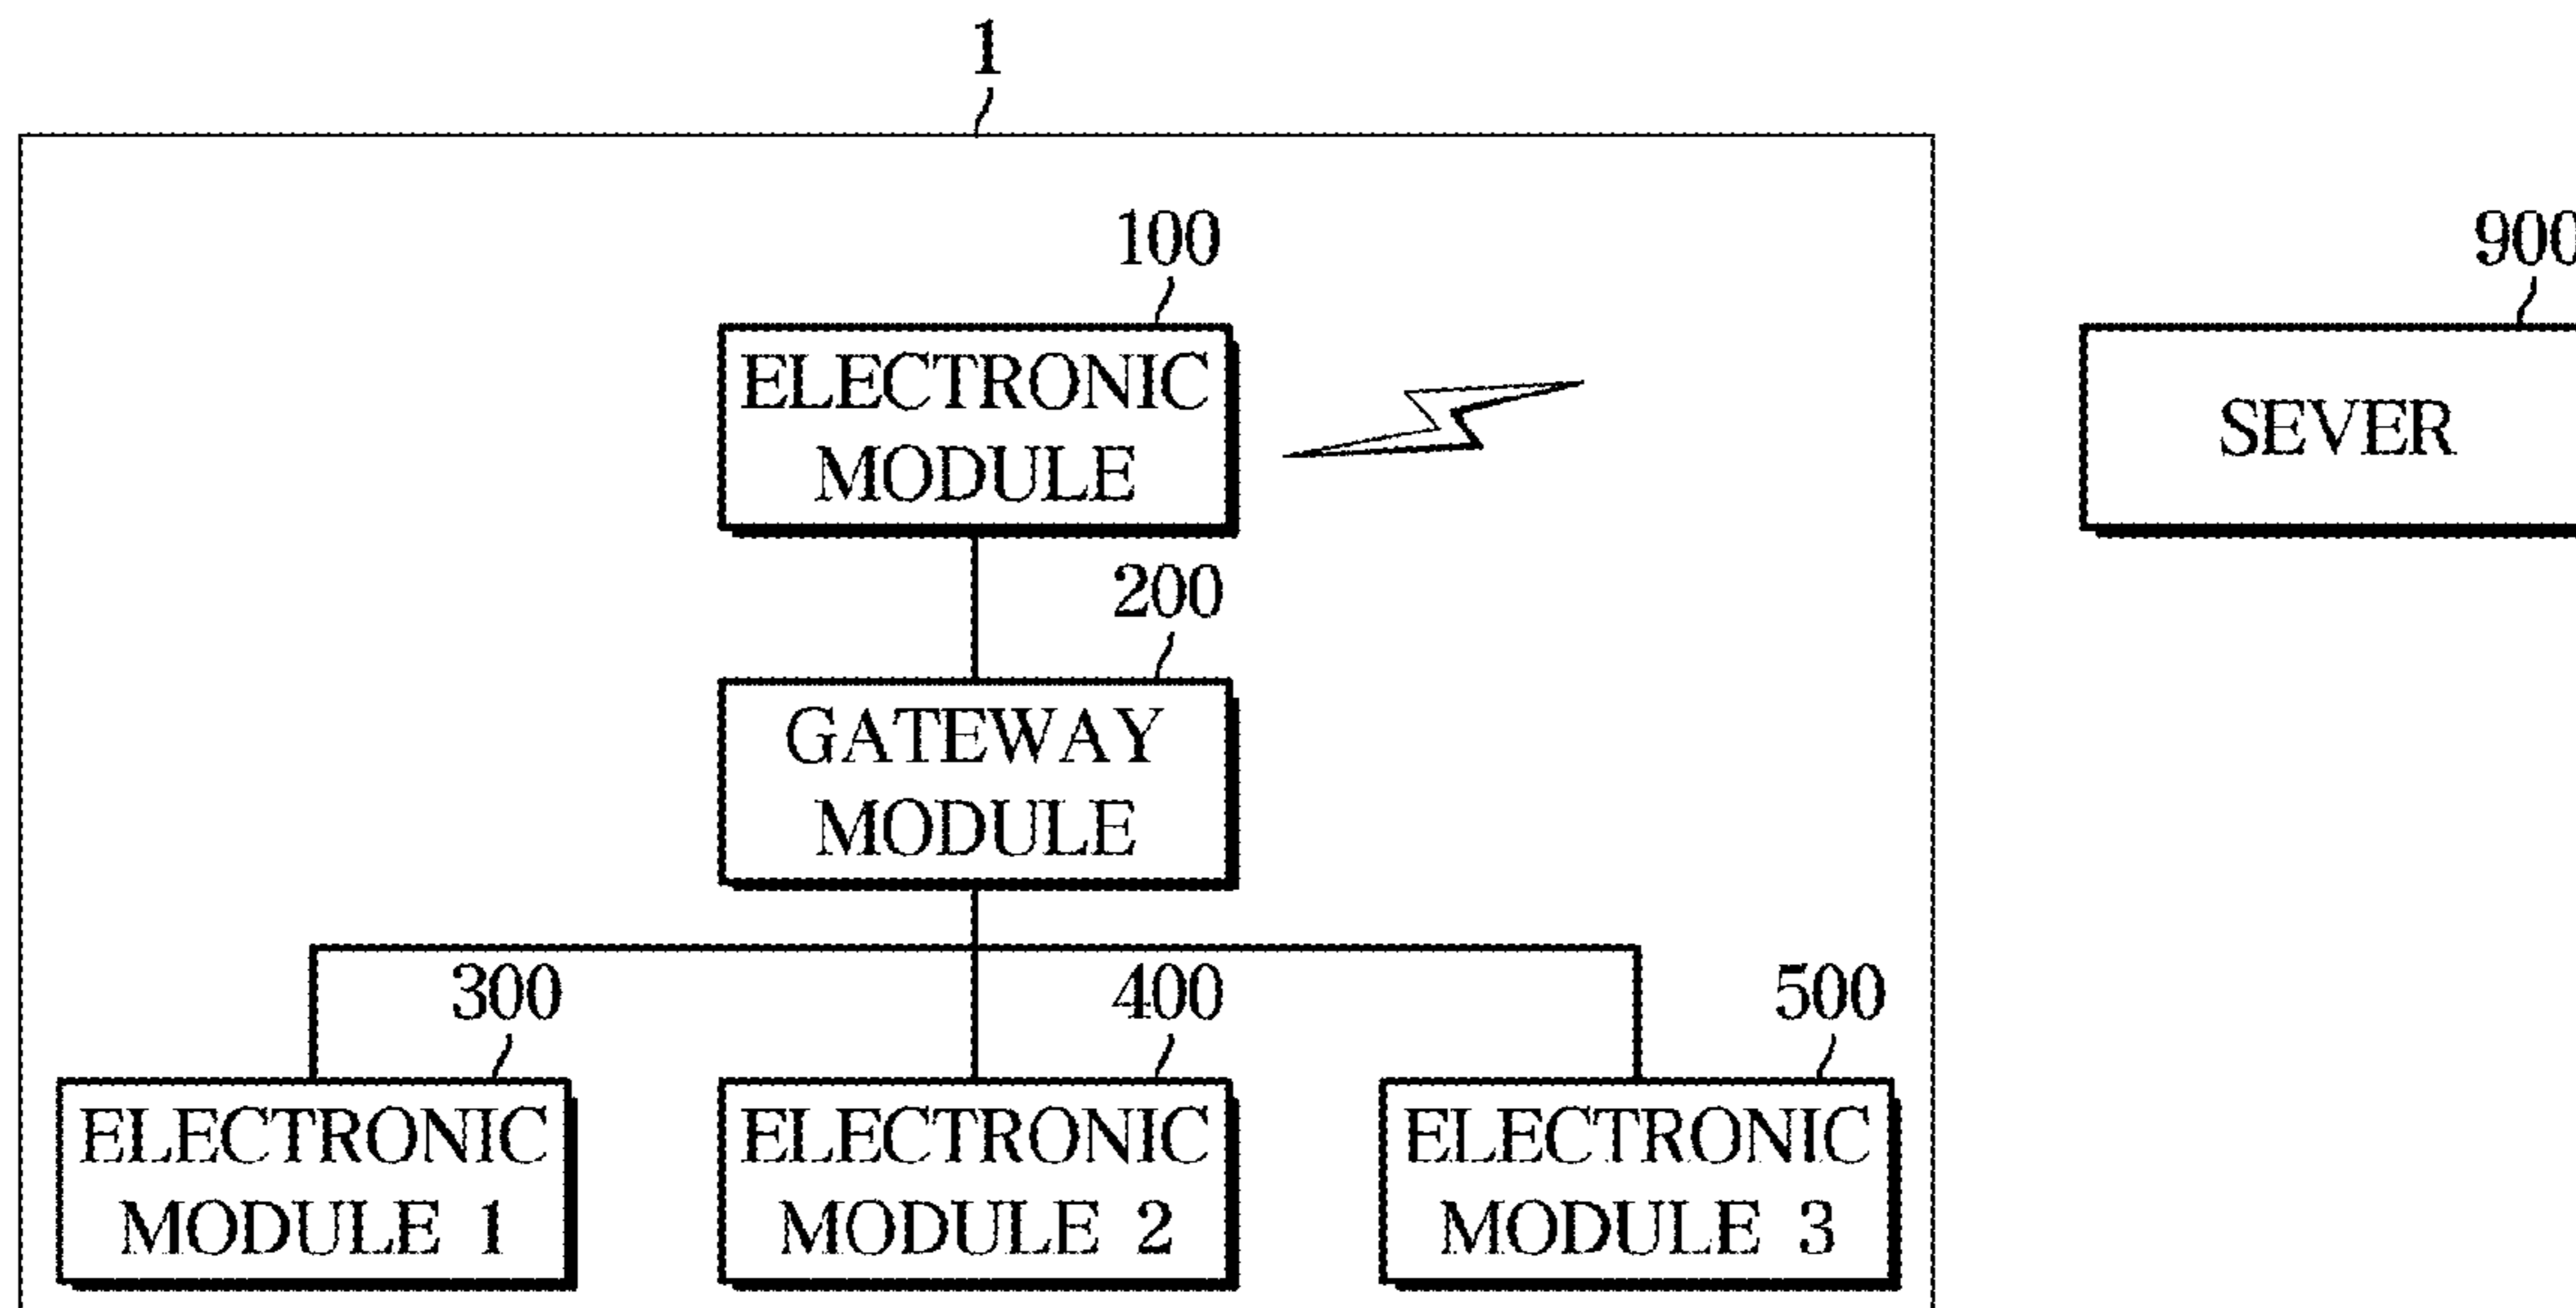 1
100
900
ELECTRONIC
MODULE
SEVER
200
GATEWAY
MODULE
300
400
500
ELECTRONIC
MODULE 1
ELECTRONIC
MODULE 2
ELECTRONIC
MODULE 3